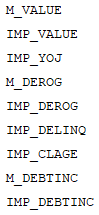 M_VALUE
IMP_VALUE
IMP_YOJ
M_DEROG
IMP_DEROG
IMP_DELINQ
IMP_CLAGE
M_DEBTINC
IMP_DEBTINC